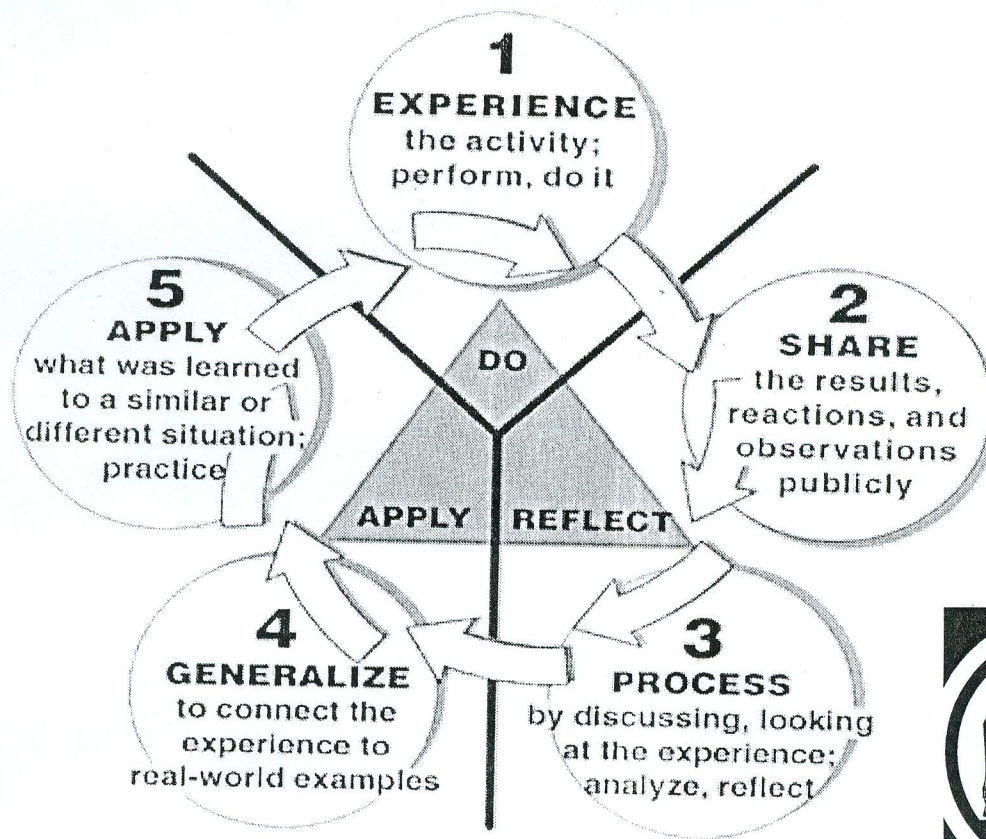 1
EXPERIENCE
the activity;
perform, do it
2
SHARE
the results,
reactions, and
observations
publicly
3
PROCESS
by discussing, looking
at the experience;
analyze, reflect
4
GENERALIZE
to connect the
experience to
real-world examples
5
APPLY
what was learned
to a similar or
different situation;
practice
DO
APPLY
REFLECT